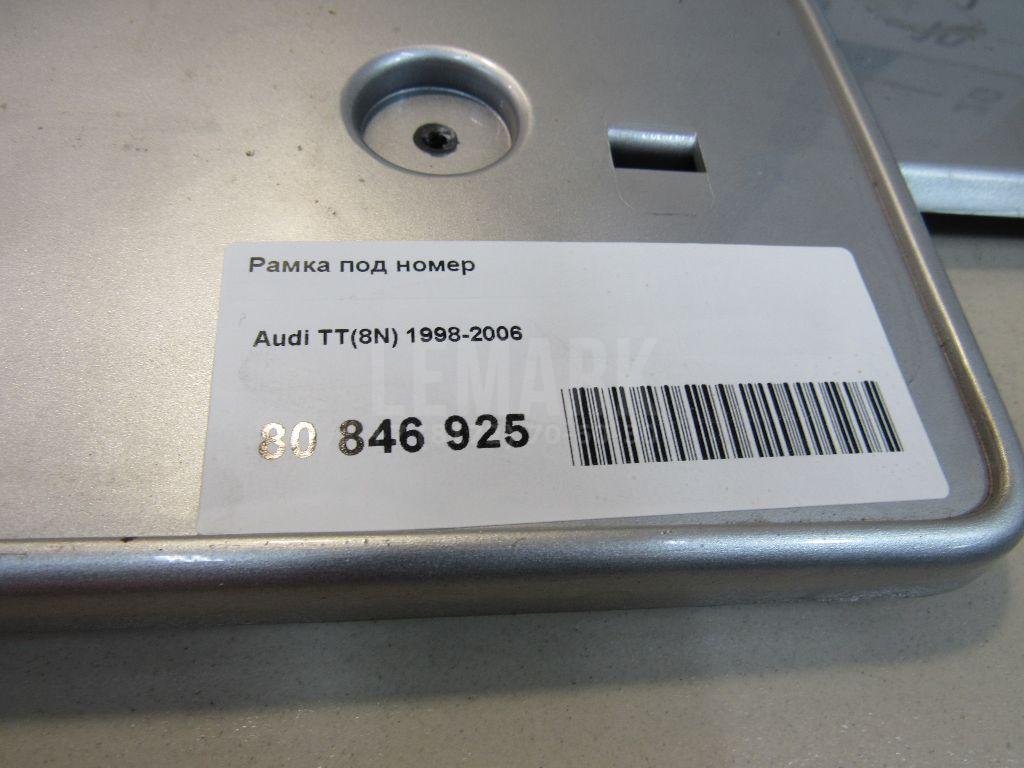 Рамка под номер
Audi TT(8N) 1998-2006
LEMARK
80 846 925